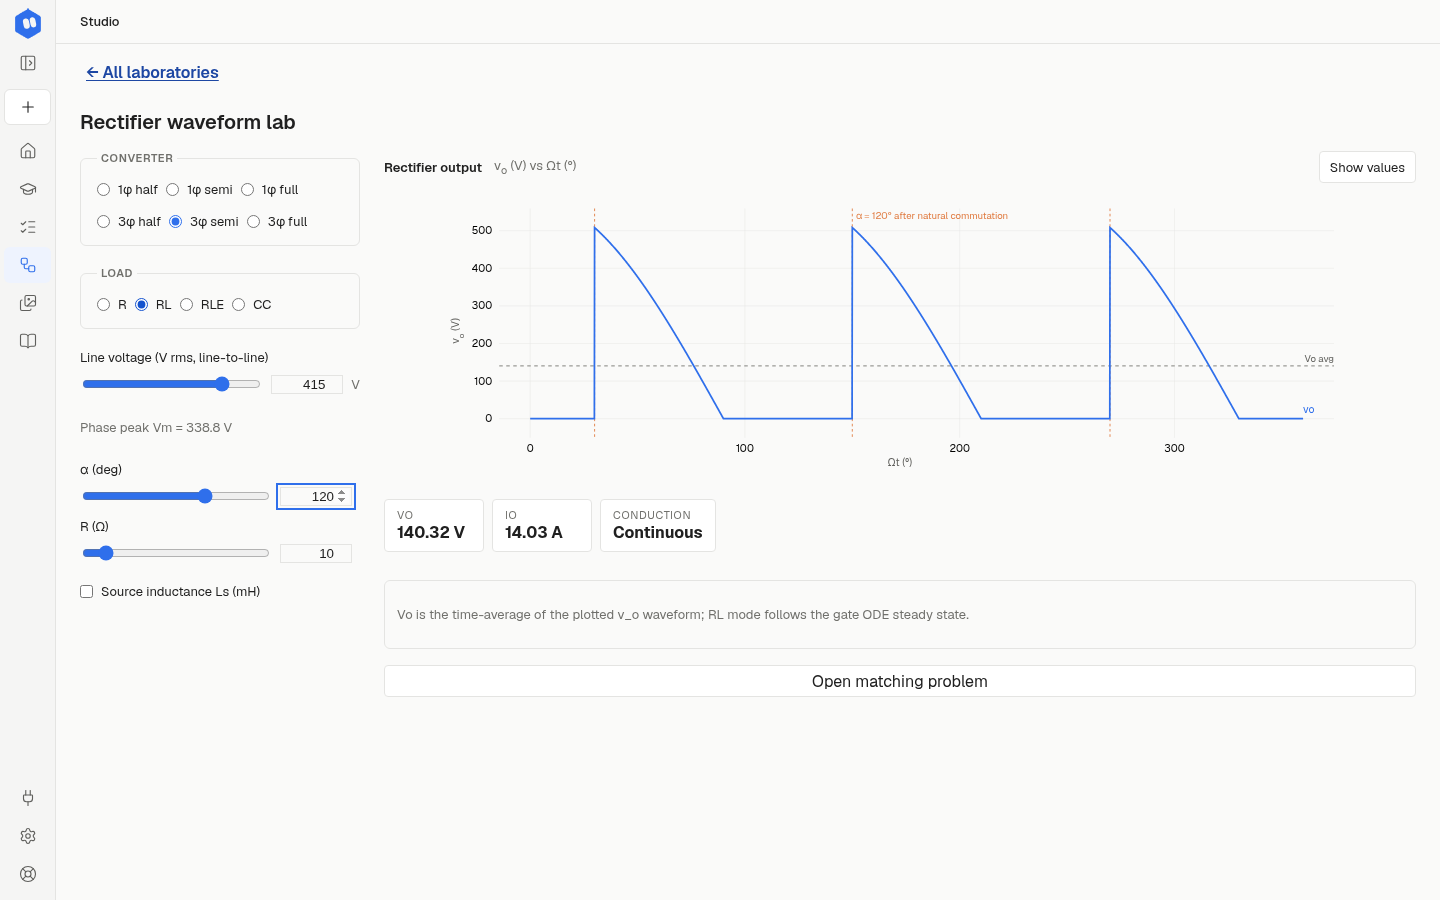 Studio
← All laboratories
Rectifier waveform lab
CONVERTER
1φ half 1φ semi 1φ full
3φ half 3φ semi 3φ full
LOAD
R RL RLE CC
Line voltage (V rms, line-to-line)
415 V
Phase peak Vm = 338.8 V
α (deg)
120
R (Ω)
10
Source inductance Ls (mH)
Rectifier output vo (V) vs Ωt (°)
Show values
α = 120° after natural commutation
500
400
300
200
100
0
vo (V)
Vo avg
vo
0 100 200 300
Ωt (°)
VO
140.32 V
IO
14.03 A
CONDUCTION
Continuous
Vo is the time-average of the plotted v_o waveform; RL mode follows the gate ODE steady state.
Open matching problem